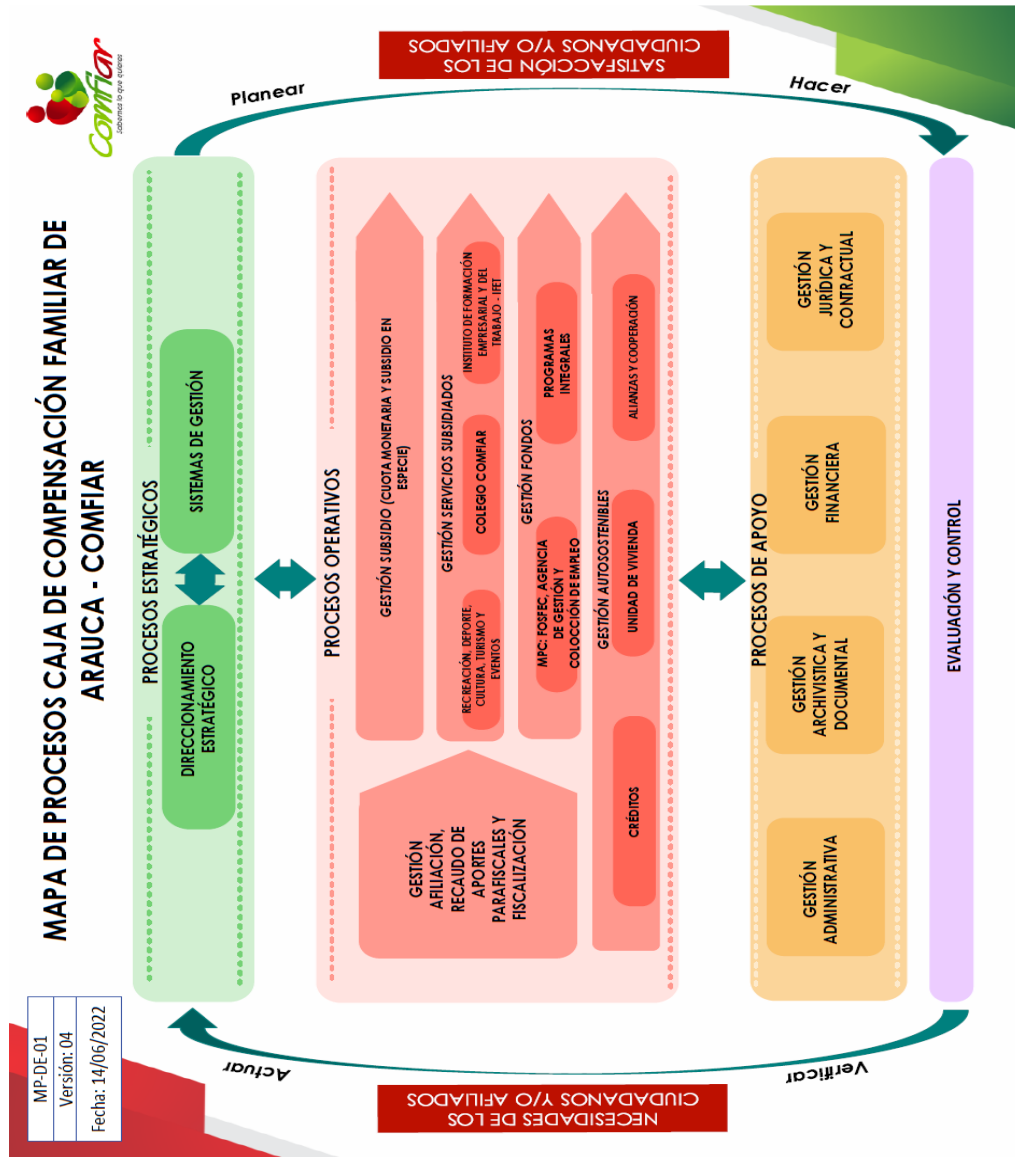 MP-DE-01
Versión: 04
Fecha: 14/06/2022
MAPA DE PROCESOS CAJA DE COMPENSACIÓN FAMILIAR DE
ARAUCA - COMFIAR
Comfiar
Sabemos lo que quieres
NECESIDADES DE LOS
CIUDADANOS Y/O AFILIADOS
Actuar
Verificar
PROCESOS ESTRATÉGICOS
DIRECCIONAMIENTO
ESTRATÉGICO
SISTEMAS DE GESTIÓN
PROCESOS OPERATIVOS
GESTIÓN
AFILIACIÓN,
RECAUDO DE
APORTES
PARAFISCALES Y
FISCALIZACIÓN
GESTIÓN SUBSIDIO (CUOTA MONETARIA Y SUBSIDIO EN
ESPECIE)
GESTIÓN SERVICIOS SUBSIDIADOS
RECREACIÓN, DEPORTE,
CULTURA, TURISMO Y
EVENTOS
COLEGIO COMFIAR
INSTITUTO DE FORMACIÓN
EMPRESARIAL Y DEL
TRABAJO - IFET
GESTIÓN FONDOS
MPC: FOSFEC, AGENCIA
DE GESTIÓN Y
COLOCCIÓN DE EMPLEO
PROGRAMAS
INTEGRALES
GESTIÓN AUTOSOSTENIBLES
CRÉDITOS
UNIDAD DE VIVIENDA
ALIANZAS Y COOPERACIÓN
PROCESOS DE APOYO
GESTIÓN
ADMINISTRATIVA
GESTIÓN
ARCHIVISTICA Y
DOCUMENTAL
GESTIÓN
FINANCIERA
GESTIÓN
JURÍDICA Y
CONTRACTUAL
EVALUACIÓN Y CONTROL
Planear
Hacer
SATISFACCIÓN DE LOS
CIUDADANOS Y/O AFILIADOS